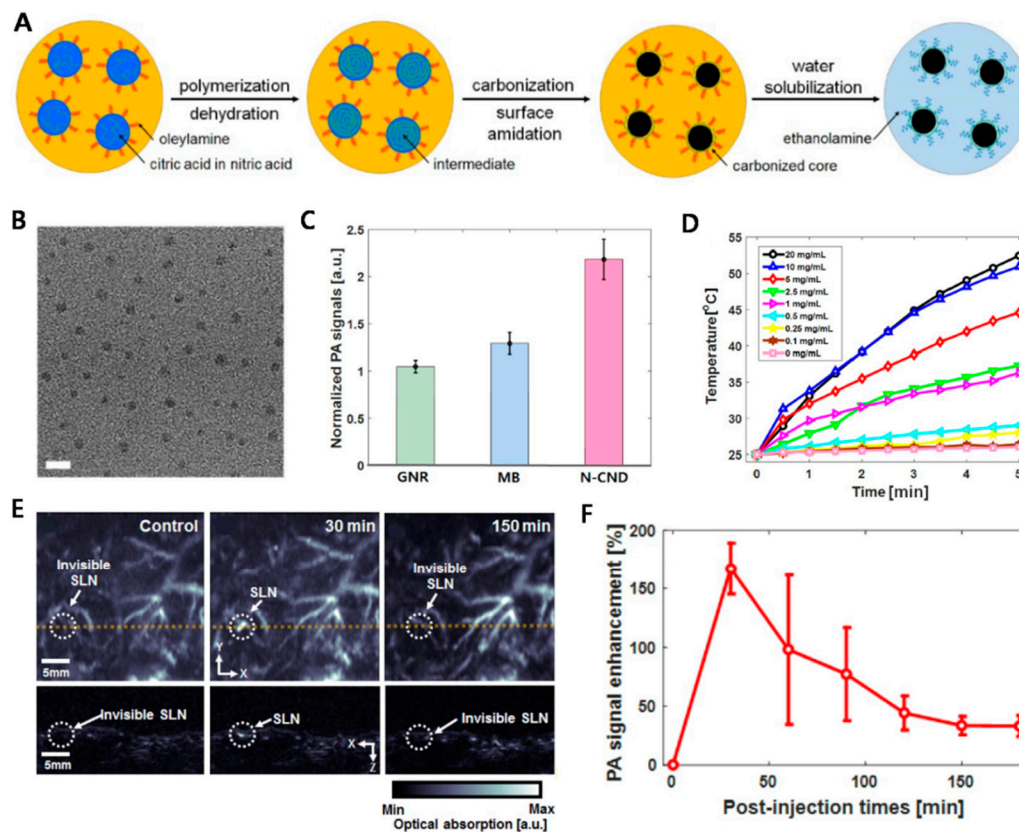 A
polymerization
dehydration
oleylamine
citric acid in nitric acid
intermediate
carbonization
surface
amidation
carbonized core
water
solubilization
ethanolamine
B
C
Normalized PA signals [a.u.]
2.5
2
1.5
1
0.5
0
GNR
MB
N-CND
D
Temperature[°C]
55
50
45
40
35
30
25
20 mg/mL
10 mg/mL
5 mg/mL
2.5 mg/mL
1 mg/mL
0.5 mg/mL
0.25 mg/mL
0.1 mg/mL
0 mg/mL
0
1
2
3
4
5
Time [min]
E
Control
Invisible
SLN
5mm
30 min
SLN
Y
X
150 min
Invisible
SLN
Invisible SLN
5mm
SLN
X
Z
Invisible SLN
Min
Max
Optical absorption [a.u.]
F
PA signal enhancement [%]
200
150
100
50
0
0
50
100
150
Post-injection times [min]